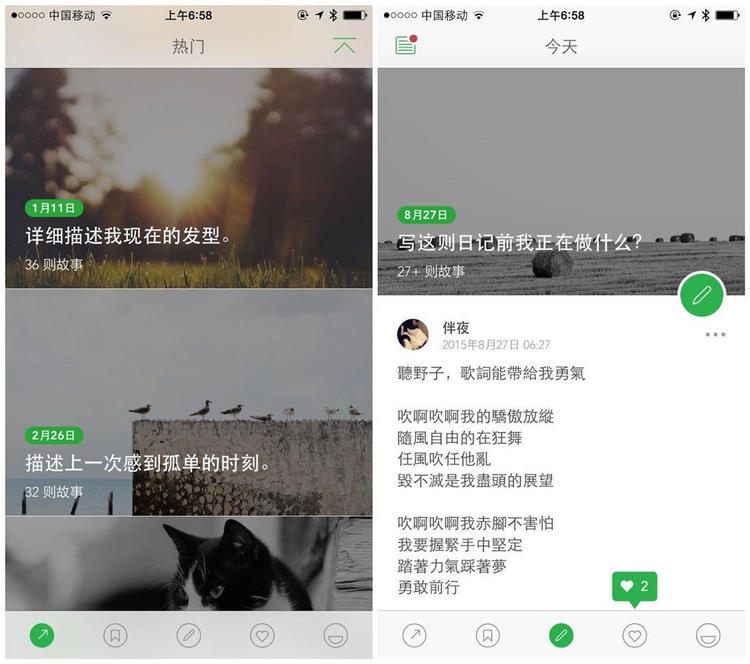 中国移动
上午6:58
热门
1月11日
详细描述我现在的发型。
36 则故事
2月26日
描述上一次感到孤单的时刻。
32 则故事
中国移动
上午6:58
今天
8月27日
写这则日记前我正在做什么？
27+ 则故事
伴夜
2015年8月27日 06:27
聽野子，歌詞能帶給我勇氣
吹啊吹啊我的驕傲放縱
隨風自由的在狂舞
任風吹任他亂
毀不滅是我盡頭的展望
吹啊吹啊我赤腳不害怕
我要握緊手中堅定
踏著力氣踩著夢
勇敢前行
2